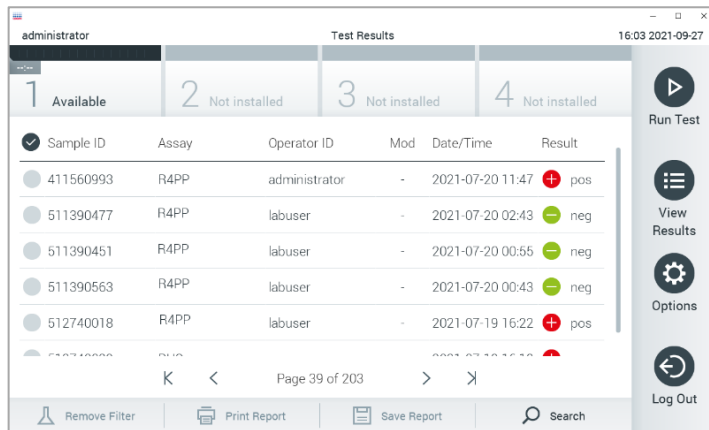 administrator Test Results 16:03 2021-09-27
--:--
1 Available 2 Not installed 3 Not installed 4 Not installed
Run Test
Sample ID Assay Operator ID Mod Date/Time Result
411560993 R4PP administrator - 2021-07-20 11:47 pos
511390477 R4PP labuser - 2021-07-20 02:43 neg
View Results
511390451 R4PP labuser - 2021-07-20 00:55 neg
511390563 R4PP labuser - 2021-07-20 00:43 neg
Options
512740018 R4PP labuser - 2021-07-19 16:22 pos
Page 39 of 203
Log Out
Remove Filter Print Report Save Report Search